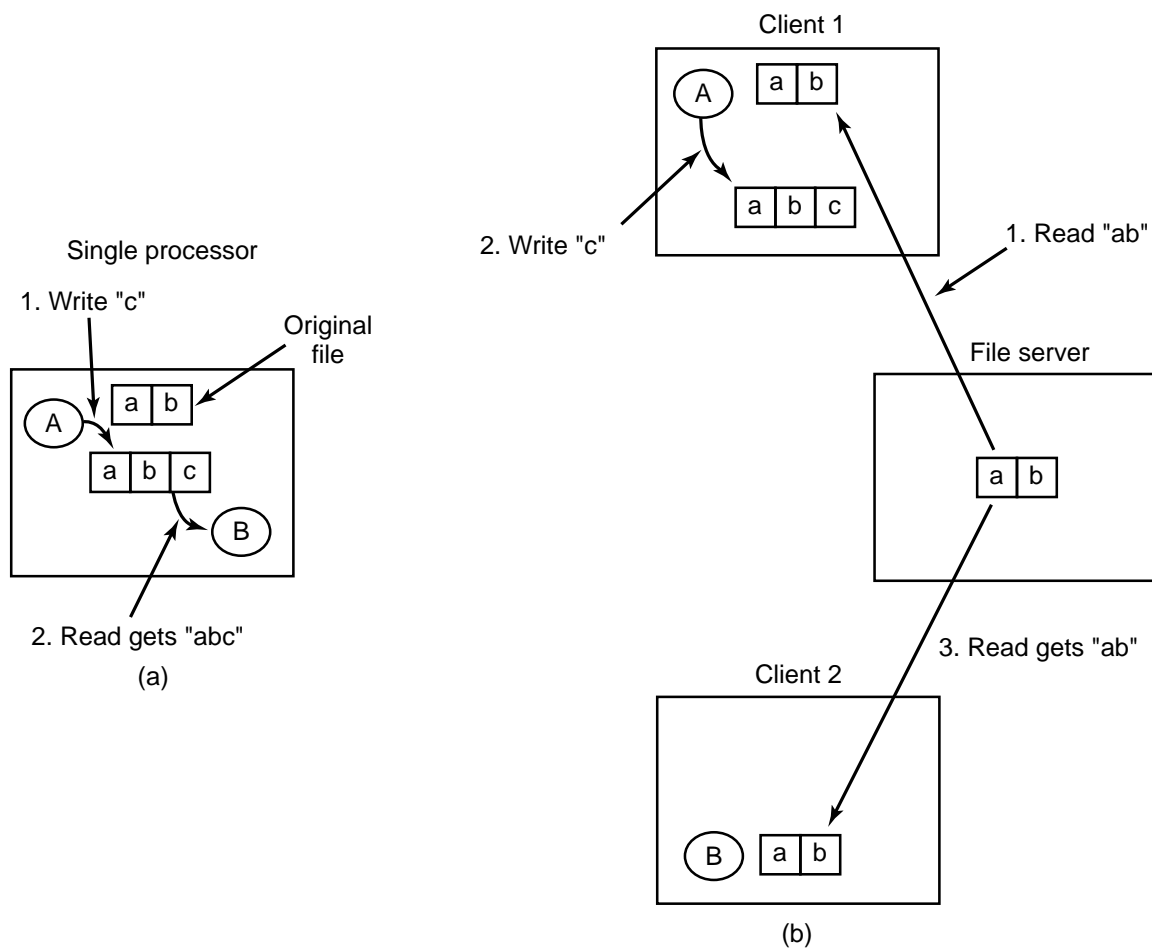 Single processor
1. Write "c"
Original
file
A
a b
a b c
B
2. Read gets "abc"
(a)
Client 1
A
a b
a b c
2. Write "c"
1. Read "ab"
File server
a b
3. Read gets "ab"
Client 2
B
a b
(b)